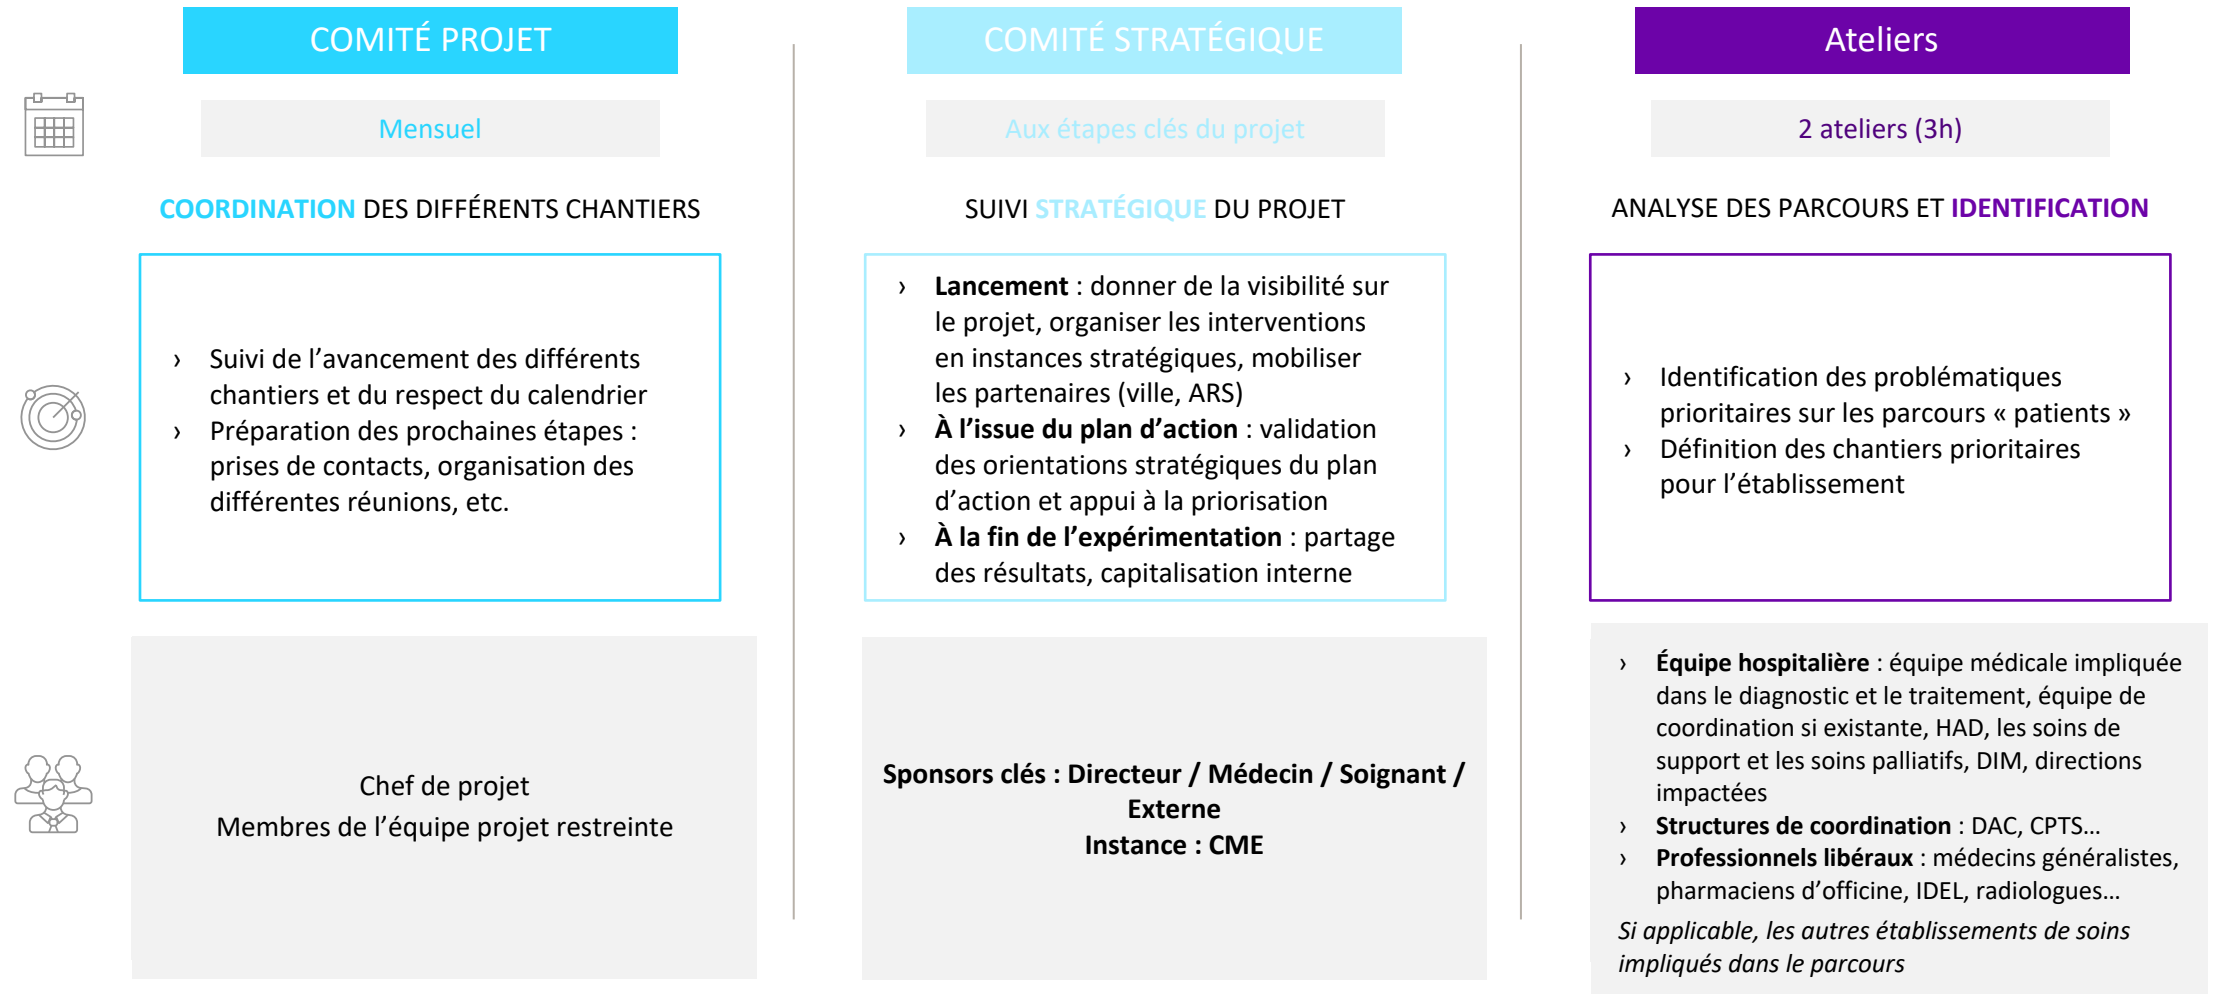 COMITÉ PROJET
Mensuel
COORDINATION DES DIFFÉRENTS CHANTIERS
› Suivi de l’avancement des différents
chantiers et du respect du calendrier
› Préparation des prochaines étapes :
prises de contacts, organisation des
différentes réunions, etc.
Chef de projet
Membres de l’équipe projet restreinte
COMITÉ STRATÉGIQUE
Aux étapes clés du projet
SUIVI STRATÉGIQUE DU PROJET
› Lancement : donner de la visibilité sur
le projet, organiser les interventions
en instances stratégiques, mobiliser
les partenaires (ville, ARS)
› À l’issue du plan d’action : validation
des orientations stratégiques du plan
d’action et appui à la priorisation
› À la fin de l’expérimentation : partage
des résultats, capitalisation interne
Sponsors clés : Directeur / Médecin / Soignant /
Externe
Instance : CME
Ateliers
2 ateliers (3h)
ANALYSE DES PARCOURS ET IDENTIFICATION
› Identification des problématiques
prioritaires sur les parcours « patients »
› Définition des chantiers prioritaires
pour l’établissement
› Équipe hospitalière : équipe médicale impliquée
dans le diagnostic et le traitement, équipe de
coordination si existante, HAD, les soins de
support et les soins palliatifs, DIM, directions
impactées
› Structures de coordination : DAC, CPTS…
› Professionnels libéraux : médecins généralistes,
pharmaciens d’officine, IDEL, radiologues…
Si applicable, les autres établissements de soins
impliqués dans le parcours